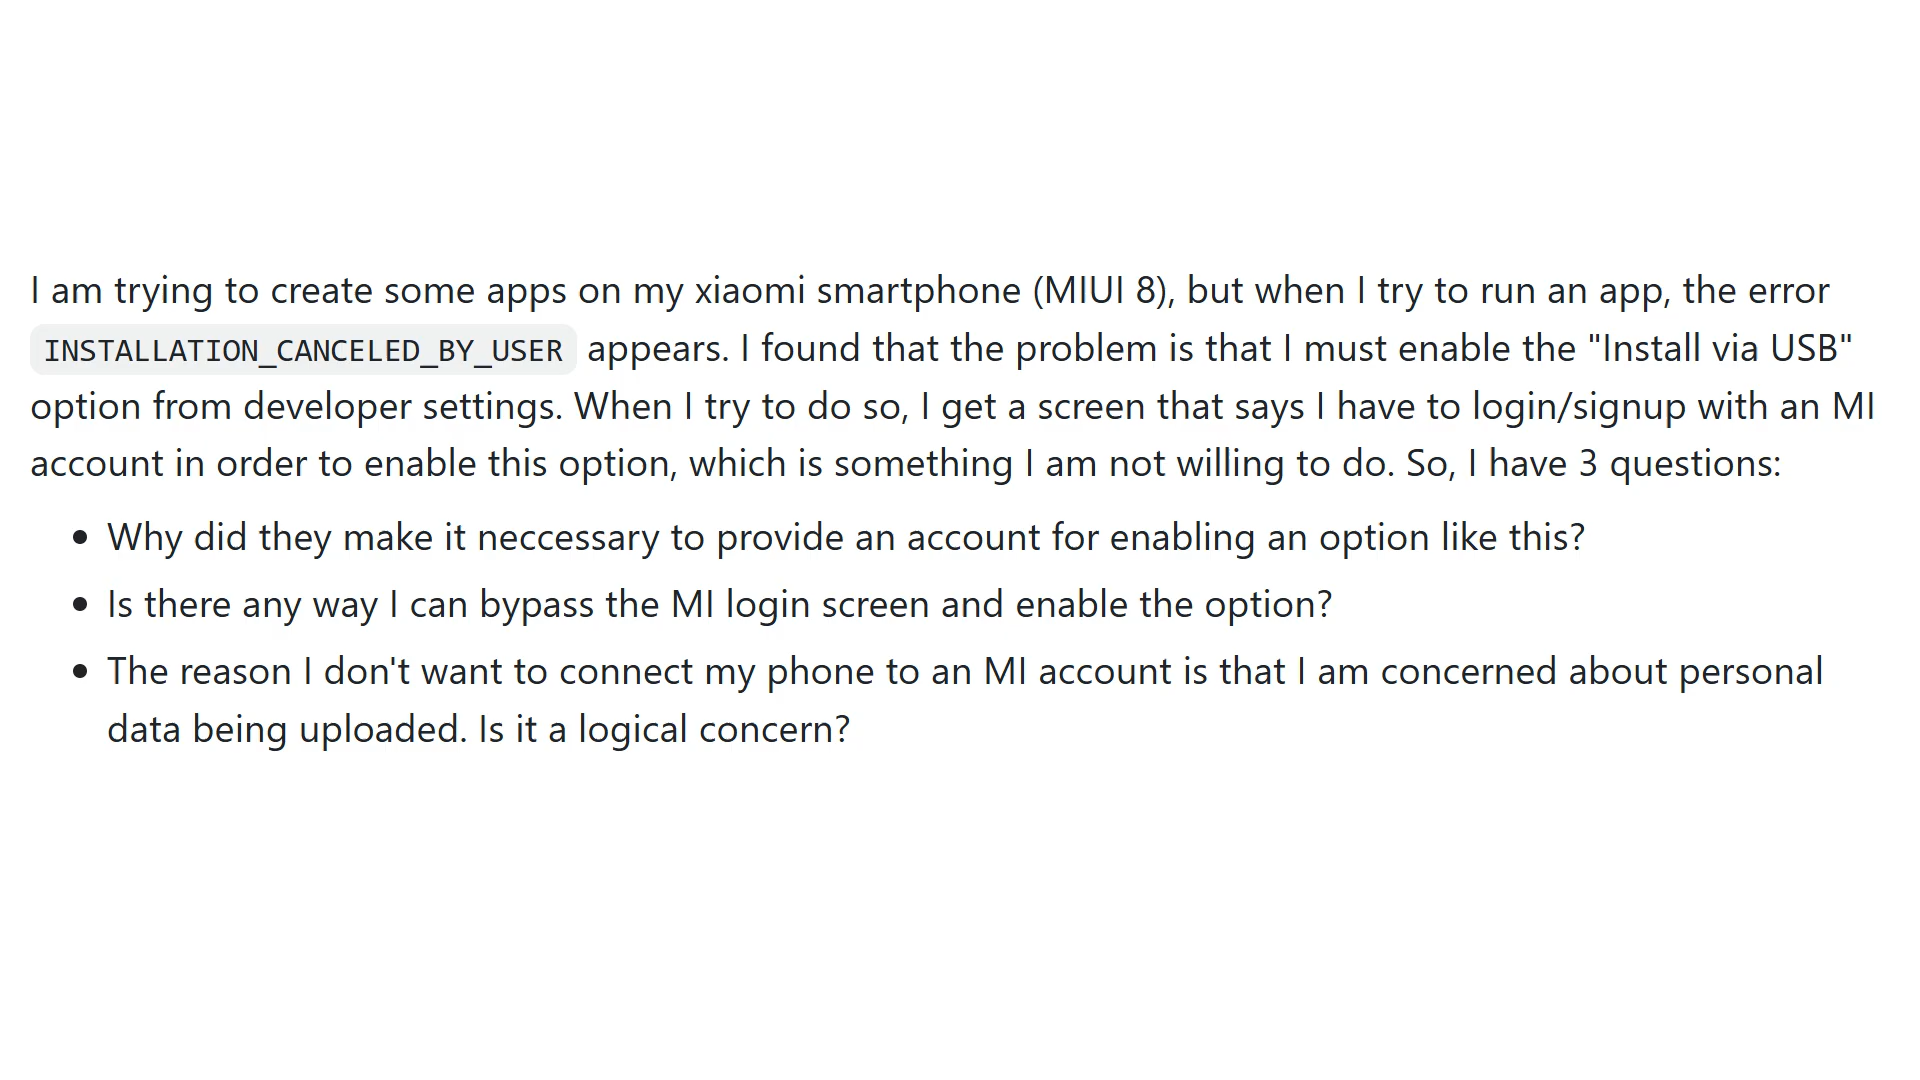 I am trying to create some apps on my xiaomi smartphone (MIUI 8), but when I try to run an app, the error
INSTALLATION_CANCELED_BY_USER appears. I found that the problem is that I must enable the "Install via USB"
option from developer settings. When I try to do so, I get a screen that says I have to login/signup with an MI
account in order to enable this option, which is something I am not willing to do. So, I have 3 questions:
• Why did they make it neccessary to provide an account for enabling an option like this?
• Is there any way I can bypass the MI login screen and enable the option?
• The reason I don't want to connect my phone to an MI account is that I am concerned about personal
data being uploaded. Is it a logical concern?